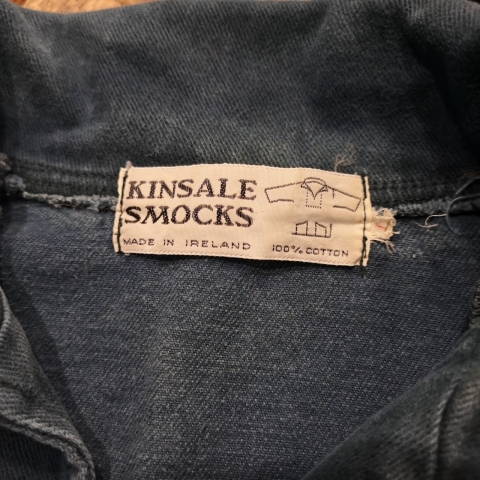 KINSALE
SMOCKS
MADE IN IRELAND 100% COTTON